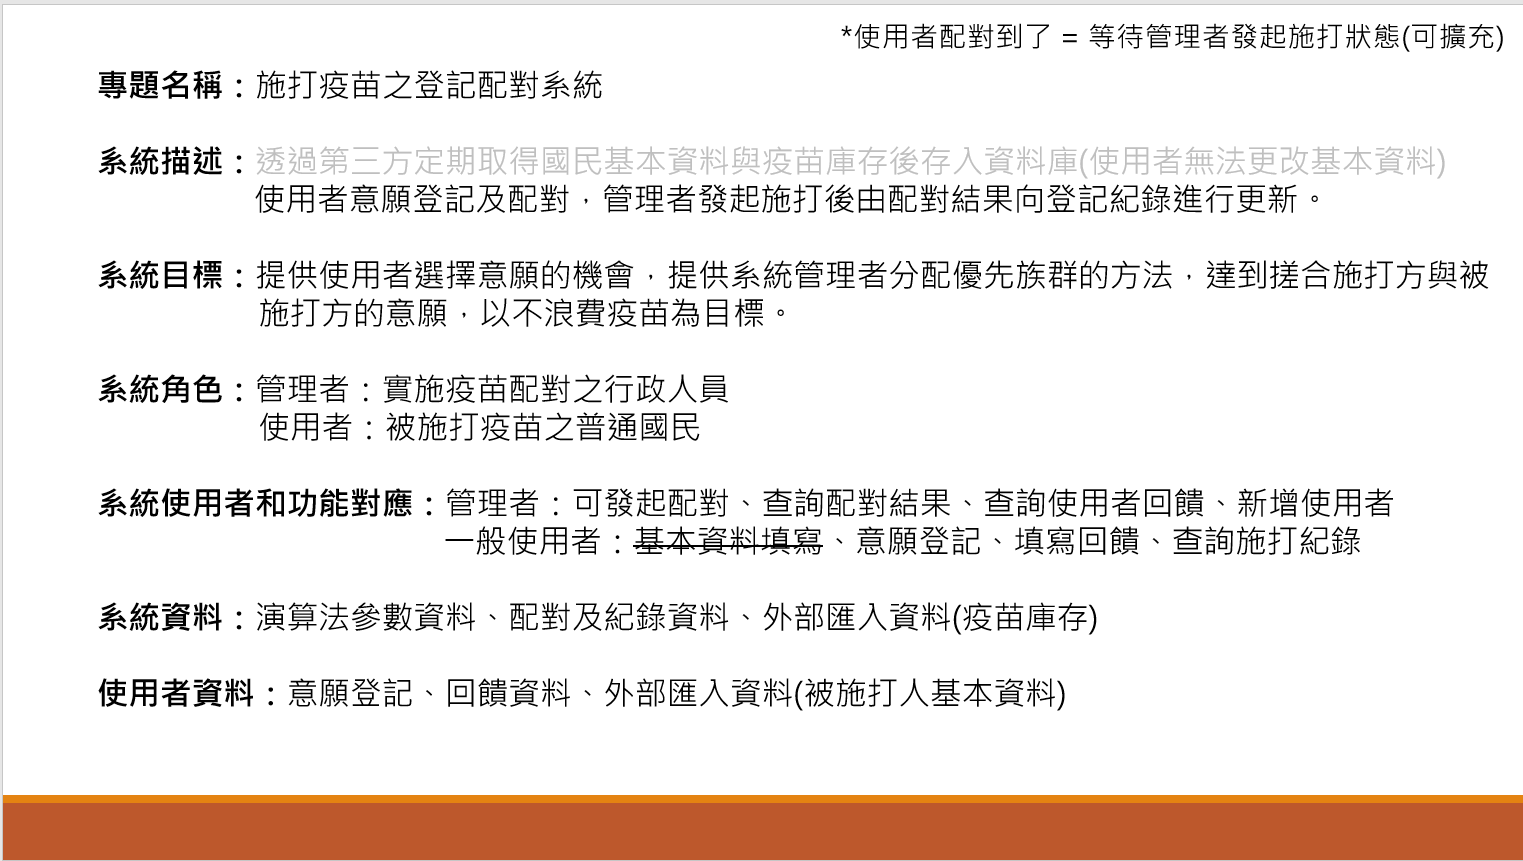 *使用者配對到了 = 等待管理者發起施打狀態(可擴充)
專題名稱：施打疫苗之登記配對系統
系統描述：透過第三方定期取得國民基本資料與疫苗庫存後存入資料庫(使用者無法更改基本資料)
使用者意願登記及配對，管理者發起施打後由配對結果向登記紀錄進行更新。
系統目標：提供使用者選擇意願的機會，提供系統管理者分配優先族群的方法，達到搓合施打方與被
施打方的意願，以不浪費疫苗為目標。
系統角色：管理者：實施疫苗配對之行政人員
使用者：被施打疫苗之普通國民
系統使用者和功能對應：管理者：可發起配對、查詢配對結果、查詢使用者回饋、新增使用者
一般使用者：基本資料填寫、意願登記、填寫回饋、查詢施打紀錄
系統資料：演算法參數資料、配對及紀錄資料、外部匯入資料(疫苗庫存)
使用者資料：意願登記、回饋資料、外部匯入資料(被施打人基本資料)